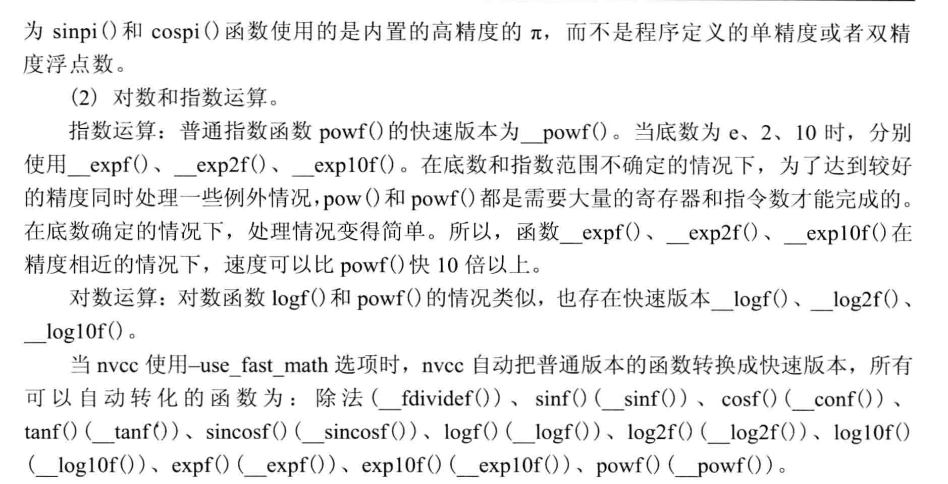 为 sinpi()和 cospi()函数使用的是内置的高精度的 π，而不是程序定义的单精度或者双精
度浮点数。
（2）对数和指数运算。
指数运算：普通指数函数 powf()的快速版本为__powf()。当底数为 e、2、10 时，分别
使用__expf()、__exp2f()、__exp10f()。在底数和指数范围不确定的情况下，为了达到较好
的精度同时处理一些例外情况，pow()和 powf()都是需要大量的寄存器和指令数才能完成的。
在底数确定的情况下，处理情况变得简单。所以，函数__expf()、__exp2f()、__exp10f()在
精度相近的情况下，速度可以比 powf()快 10 倍以上。
对数运算：对数函数 logf()和 powf()的情况类似，也存在快速版本__logf()、__log2f()、
__log10f()。
当 nvcc 使用–use_fast_math 选项时，nvcc 自动把普通版本的函数转换成快速版本，所有
可以自动转化的函数为：除法(__fdividef())、sinf()(__sinf())、cosf()(__conf())、
tanf()(__tanf())、sincosf()(__sincosf())、logf()(__logf())、log2f()(__log2f())、log10f()
(__log10f())、expf()(__expf())、exp10f()(__exp10f())、powf()(__powf())。